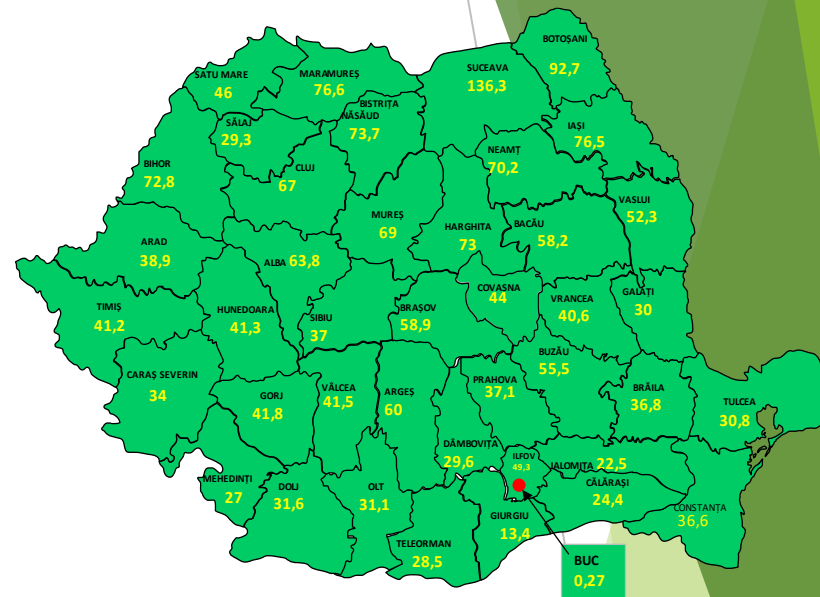 BOTOȘANI
92,7
SUCEAVA
136,3
SATU MARE
46
MARAMUREȘ
76,6
BISTRIȚA
NĂSĂUD
73,7
SĂLAJ
29,3
IAȘI
76,5
NEAMȚ
70,2
BIHOR
72,8
CLUJ
67
VASLUI
52,3
MUREȘ
69
HARGHITA
73
BACĂU
58,2
ARAD
38,9
ALBA 63,8
COVASNA
44
VRANCEA
40,6
GALAȚI
30
TIMIȘ
41,2
HUNEDOARA
41,3
SIBIU
37
BRAȘOV
58,9
BUZĂU
55,5
CARAȘ SEVERIN
34
GORJ
41,8
VÂLCEA
41,5
ARGEȘ
60
PRAHOVA
37,1
BRĂILA
36,8
TULCEA
30,8
DÂMBOVIȚA
29,6
ILFOV
49,3
IALOMIȚA 22,5
CĂLĂRAȘI
24,4
MEHEDINȚI
27
DOLJ
31,6
OLT
31,1
GIURGIU
13,4
CONSTANȚA
36,6
TELEORMAN
28,5
BUC
0,27